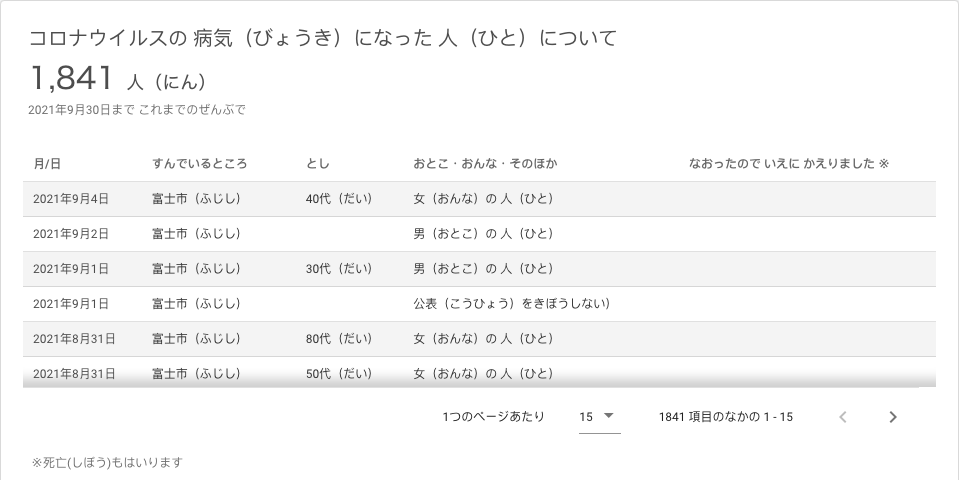 コロナウイルスの 病気（びょうき）になった 人（ひと）について
1,841 人（にん）
2021年9月30日まで これまでのぜんぶで
月/日 すんでいるところ とし おとこ・おんな・そのほか なおったので いえに かえりました ※
2021年9月4日 富士市（ふじし） 40代（だい） 女（おんな）の 人（ひと）
2021年9月2日 富士市（ふじし） 男（おとこ）の 人（ひと）
2021年9月1日 富士市（ふじし） 30代（だい） 男（おとこ）の 人（ひと）
2021年9月1日 富士市（ふじし） 公表（こうひょう）をきぼうしない）
2021年8月31日 富士市（ふじし） 80代（だい） 女（おんな）の 人（ひと）
2021年8月31日 富士市（ふじし） 50代（だい） 女（おんな）の 人（ひと）
1つのページあたり 15 1841 項目のなかの 1 - 15
※死亡(しぼう)もはいります